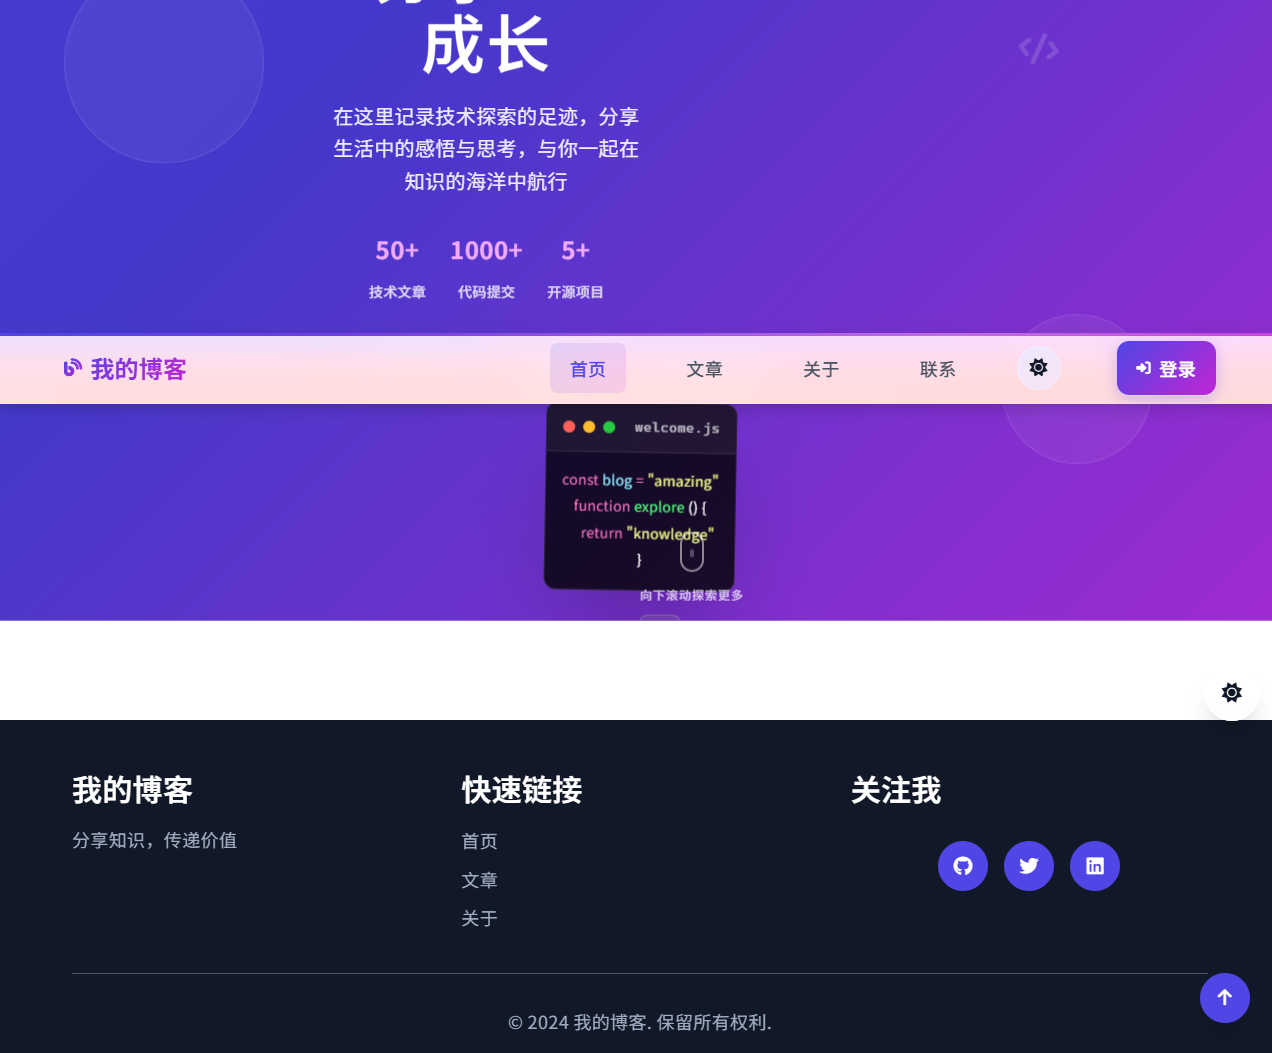 成长
在这里记录技术探索的足迹，分享
生活中的感悟与思考，与你一起在
知识的海洋中航行
50+ 1000+ 5+
技术文章 代码提交 开源项目
我的博客 首页 文章 关于 联系 登录
welcome.js
const blog = "amazing"
function explore () {
return "knowledge"
}
向下滚动探索更多
我的博客
分享知识，传递价值
快速链接
首页
文章
关于
关注我
© 2024 我的博客. 保留所有权利.